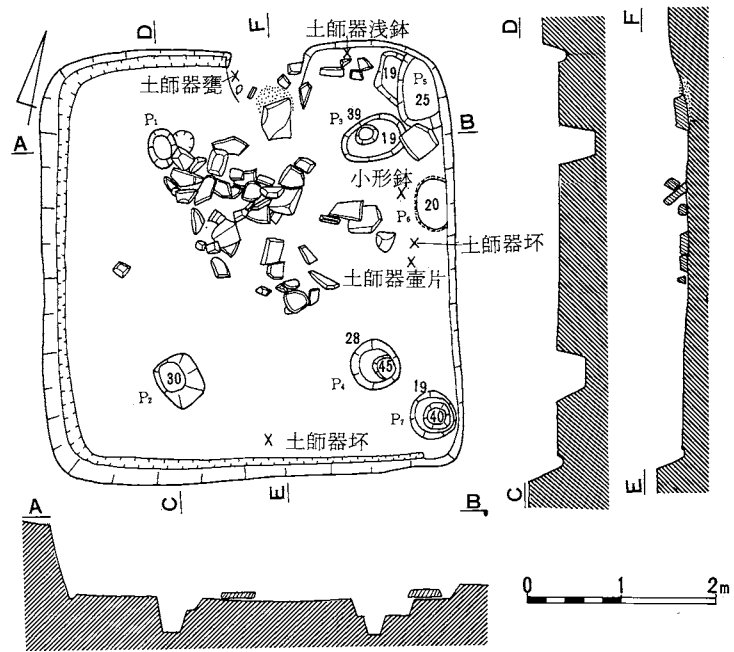 D
F
土師器浅鉢
土師器甕
A
P₁
19
P₅
25
B
39
P₃
19
小形鉢
P₆
20
土師器坏
土師器壷片
28
P₄
45
30
P₂
19
P₇
40
土師器坏
C
E
A
B
D
F
C
E
0 1 2m